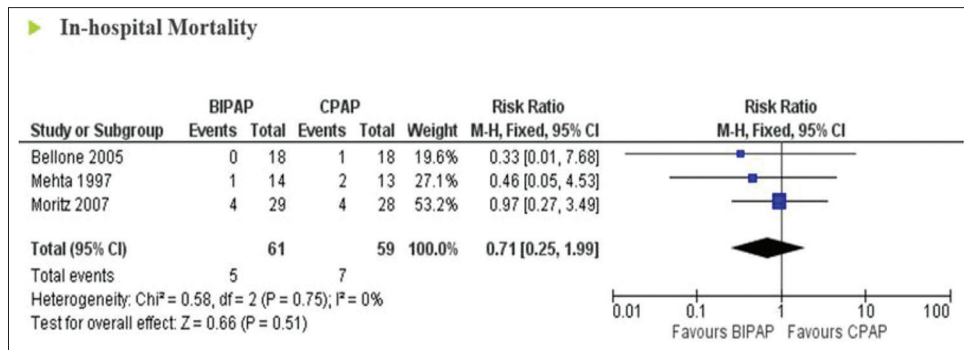 In-hospital Mortality
BIPAP CPAP Risk Ratio Risk Ratio
Study or Subgroup Events Total Events Total Weight M-H, Fixed, 95% CI M-H, Fixed, 95% CI
Bellone 2005 0 18 1 18 19.6% 0.33 [0.01, 7.68]
Mehta 1997 1 14 2 13 27.1% 0.46 [0.05, 4.53]
Moritz 2007 4 29 4 28 53.2% 0.97 [0.27, 3.49]
Total (95% CI) 61 59 100.0% 0.71 [0.25, 1.99]
Total events 5 7
Heterogeneity: Chi² = 0.58, df = 2 (P = 0.75); I² = 0%
Test for overall effect: Z = 0.66 (P = 0.51)
0.01 0.1 1 10 100
Favours BIPAP Favours CPAP